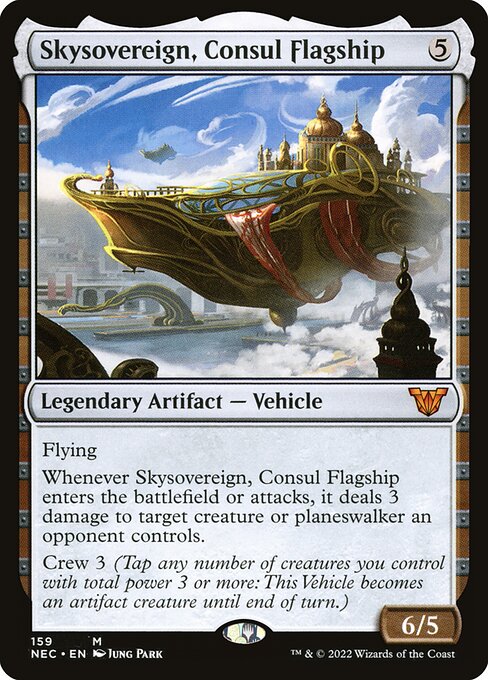 Skysovereign, Consul Flagship 5
Legendary Artifact — Vehicle
Flying
Whenever Skysovereign, Consul Flagship
enters the battlefield or attacks, it deals 3
damage to target creature or planeswalker an
opponent controls.
Crew 3 (Tap any number of creatures you control
with total power 3 or more: This Vehicle becomes
an artifact creature until end of turn.)
6/5
159 M
NEC • EN Jung Park ™ & © 2022 Wizards of the Coast